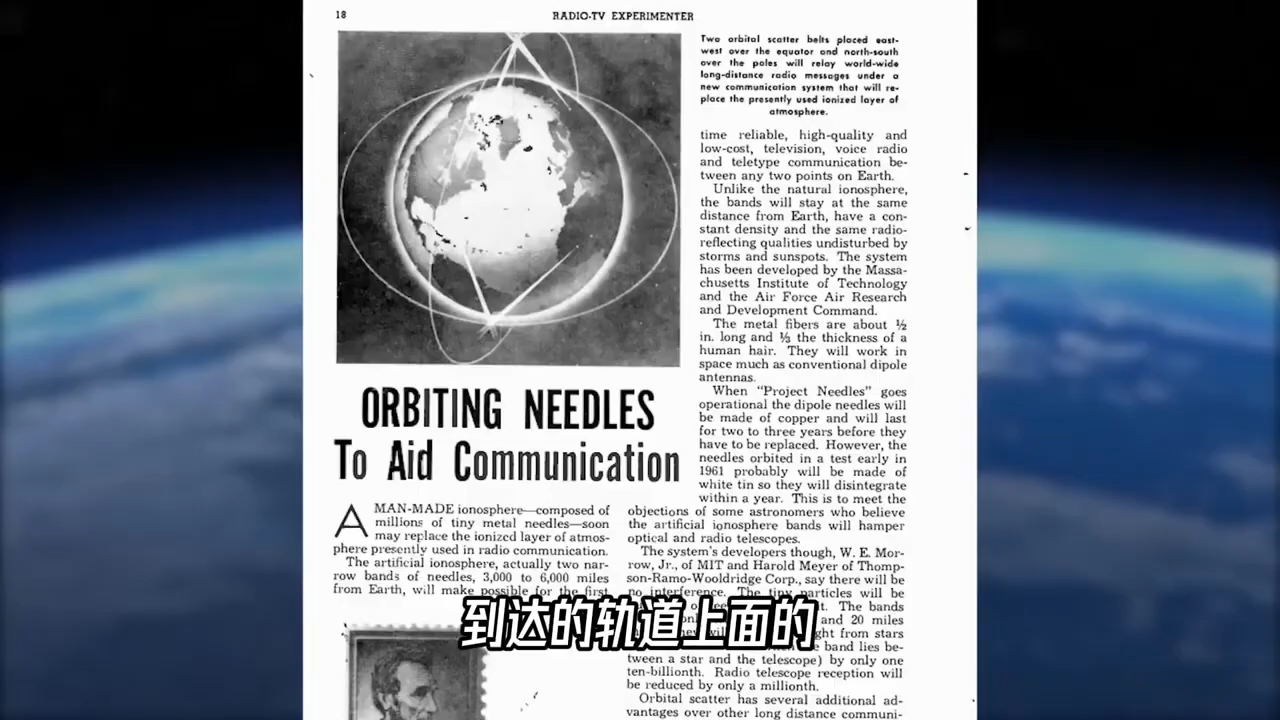 18
RADIO-TV EXPERIMENTER
Two orbital scatter belts placed east-
west over the equator and north-south
over the poles will relay world-wide
long-distance radio messages under a
new communication system that will re-
place the presently used ionized layer of
atmosphere.
ORBITING NEEDLES
To Aid Communication
A MAN-MADE ionosphere—composed of
millions of tiny metal needles—soon
may replace the ionized layer of atmos-
phere presently used in radio communication.
The artificial ionosphere, actually two nar-
row bands of needles, 3,000 to 6,000 miles
from Earth, will make possible for the first
time reliable, high-quality and
low-cost, television, voice radio
and teletype communication be-
tween any two points on Earth.
Unlike the natural ionosphere,
the bands will stay at the same
distance from Earth, have a con-
stant density and the same radio-
reflecting qualities undisturbed by
storms and sunspots. The system
has been developed by the Massa-
chusetts Institute of Technology
and the Air Force Air Research
and Development Command.
The metal fibers are about ½
in. long and ⅓ the thickness of a
human hair. They will work in
space much as conventional dipole
antennas.
When "Project Needles" goes
operational the dipole needles will
be made of copper and will last
for two to three years before they
have to be replaced. However, the
needles orbited in a test early in
1961 probably will be made of
white tin so they will disintegrate
within a year. This is to meet the
objections of some astronomers who believe
the artificial ionosphere bands will hamper
optical and radio telescopes.
The system's developers though, W. E. Mor-
row, Jr., of MIT and Harold Meyer of Thomp-
son-Ramo-Wooldridge Corp., say there will be
no interference. The tiny particles will be
The bands
and 20 miles
from stars
band lies be-
tween a star and the telescope) by only one
ten-billionth. Radio telescope reception will
be reduced by only a millionth.
Orbital scatter has several additional ad-
vantages over other long distance communi-
到达的轨道上面的